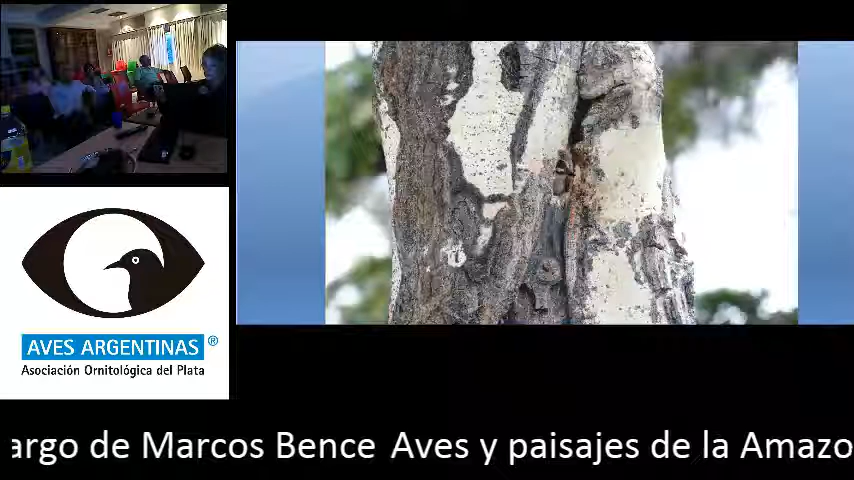 AVES ARGENTINAS ®
Asociación Ornitológica del Plata
argo de Marcos Bence Aves y paisajes de la Amazo